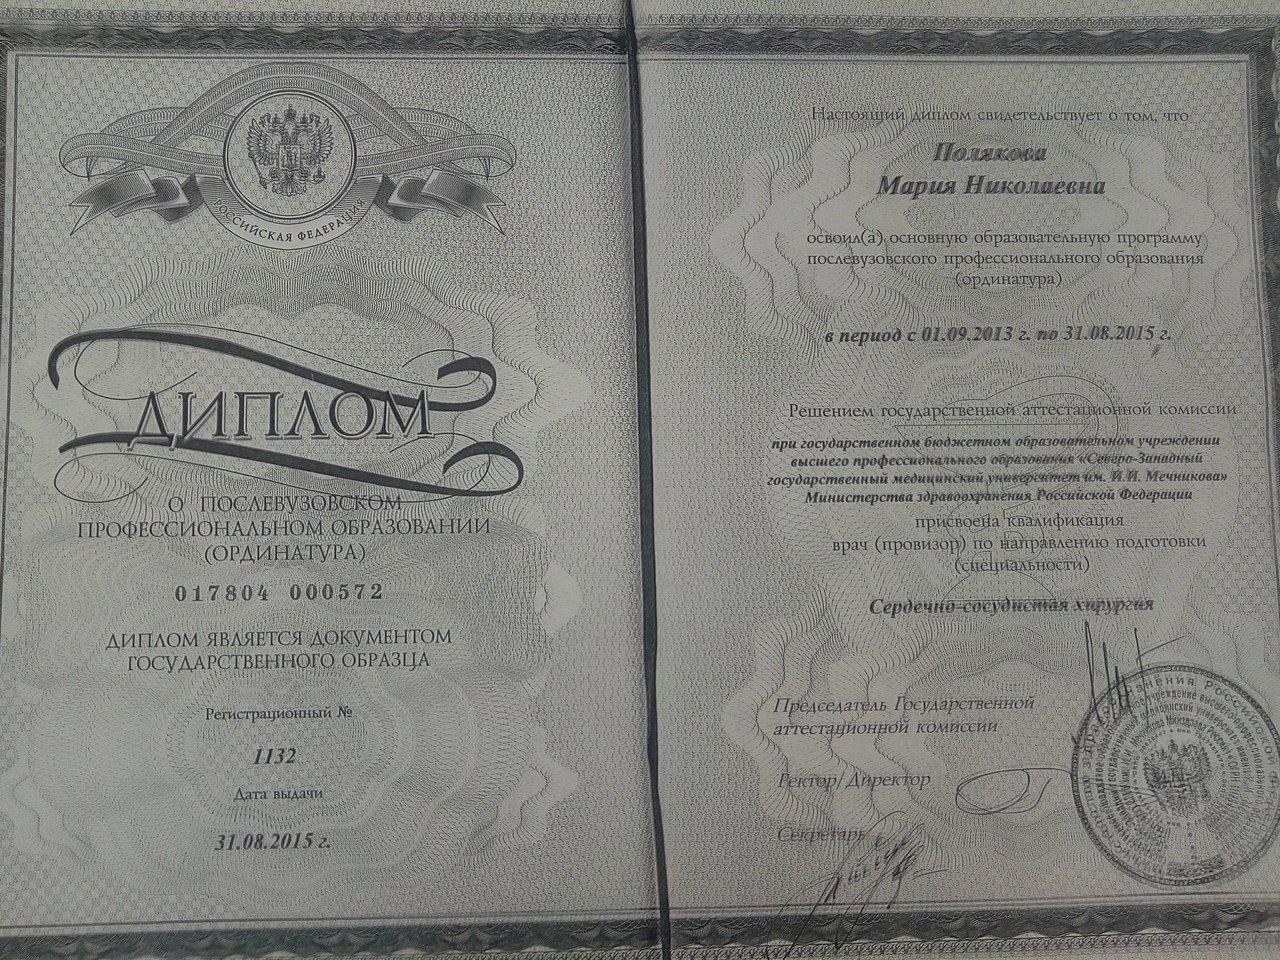 РОССИЙСКАЯ ФЕДЕРАЦИЯ
ДИПЛОМ
О ПОСЛЕВУЗОВСКОМ
ПРОФЕССИОНАЛЬНОМ ОБРАЗОВАНИИ
(ОРДИНАТУРА)
017804 000572
ДИПЛОМ ЯВЛЯЕТСЯ ДОКУМЕНТОМ
ГОСУДАРСТВЕННОГО ОБРАЗЦА
Регистрационный №
1132
Дата выдачи
31.08.2015 г.
Настоящий диплом свидетельствует о том, что
Полякова
Мария Николаевна
освоил(а) основную образовательную программу
послевузовского профессионального образования
(ординатура)
в период с 01.09.2013 г. по 31.08.2015 г.
Решением государственной аттестационной комиссии
при государственном бюджетном образовательном учреждении
высшего профессионального образования «Северо-Западный
государственный медицинский университет им. И.И. Мечникова»
Министерства здравоохранения Российской Федерации
присвоена квалификация
врач (провизор) по направлению подготовки
(специальности)
Сердечно-сосудистая хирургия
Председатель Государственной
аттестационной комиссии
Ректор/Директор
Секретарь